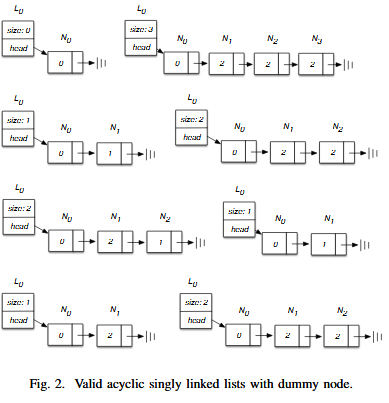 L0 L0
size: 0 N0 size: 3 N0 N1 N2 N3
head 0 head 0 2 2 2
L0 L0
size: 1 N0 N1 size: 2 N0 N1 N2
head 0 1 head 0 2 2
L0 L0
size: 2 N0 N1 N2 size: 1 N0 N1
head 0 2 1 head 0 1
L0 L0
size: 1 N0 N1 size: 2 N0 N1 N2
head 0 2 head 0 2 2
Fig. 2. Valid acyclic singly linked lists with dummy node.